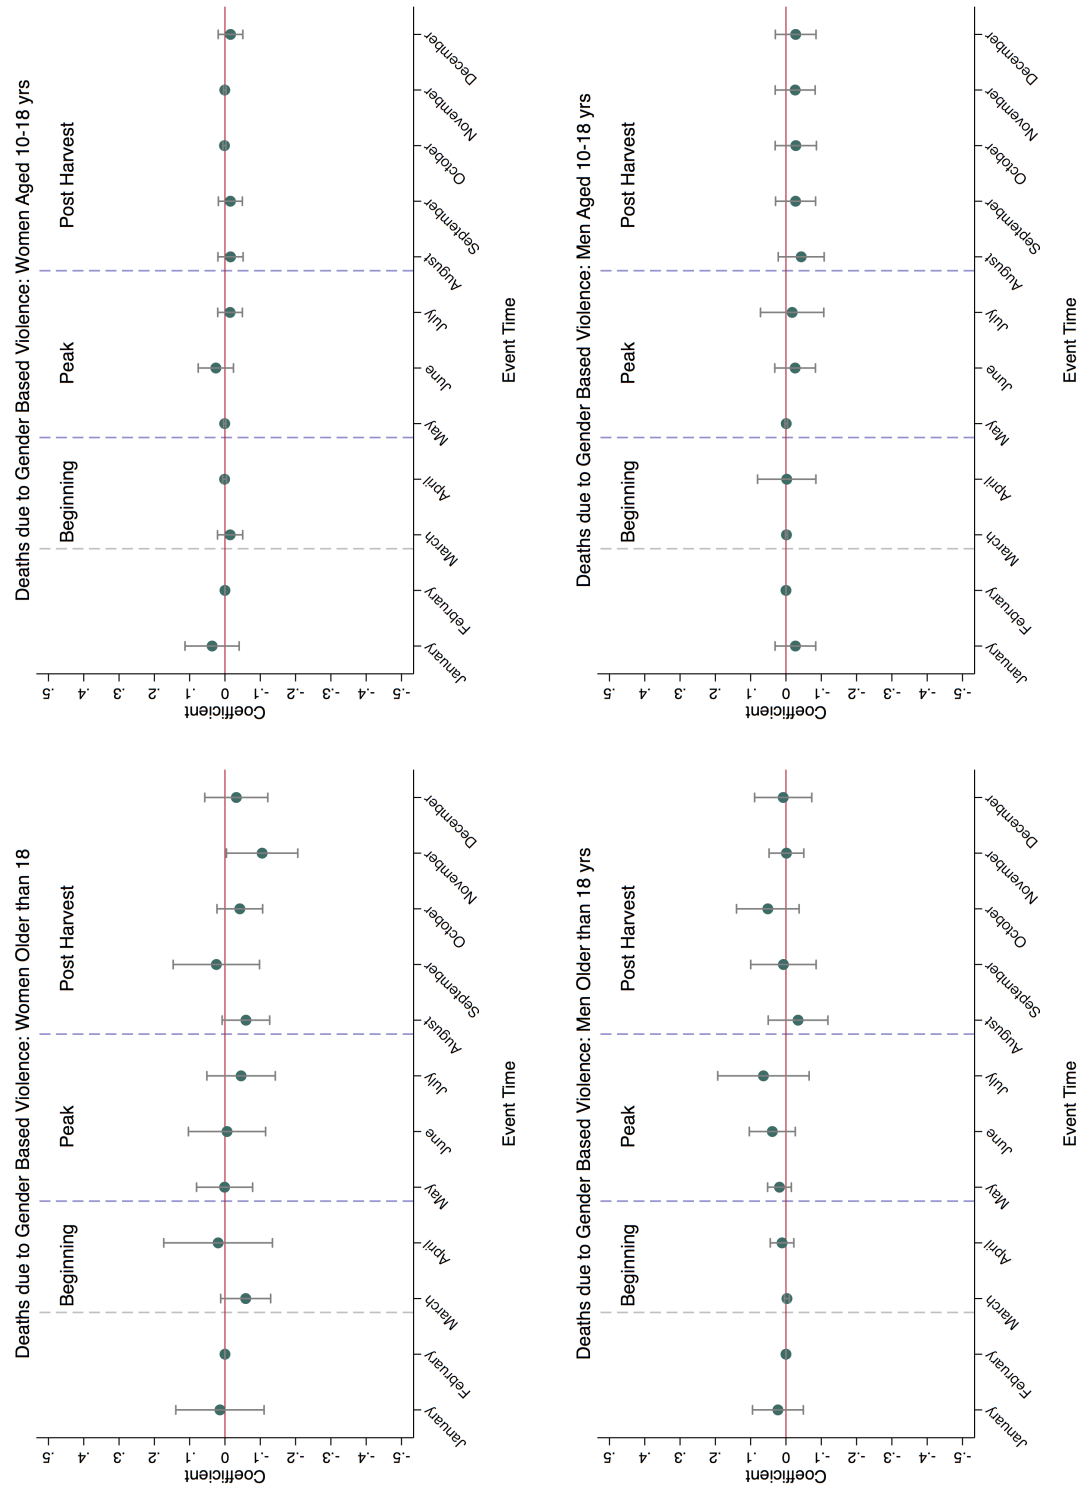 Deaths due to Gender Based Violence: Women Older than 18
Beginning
Peak
Post Harvest
Coefficient
.5
.4
.3
.2
.1
0
-.1
-.2
-.3
-.4
-.5
January
February
March
April
May
June
July
August
September
October
November
December
Event Time
Deaths due to Gender Based Violence: Women Aged 10-18 yrs
Beginning
Peak
Post Harvest
Coefficient
.5
.4
.3
.2
.1
0
-.1
-.2
-.3
-.4
-.5
January
February
March
April
May
June
July
August
September
October
November
December
Event Time
Deaths due to Gender Based Violence: Men Older than 18 yrs
Beginning
Peak
Post Harvest
Coefficient
.5
.4
.3
.2
.1
0
-.1
-.2
-.3
-.4
-.5
January
February
March
April
May
June
July
August
September
October
November
December
Event Time
Deaths due to Gender Based Violence: Men Aged 10-18 yrs
Beginning
Peak
Post Harvest
Coefficient
.5
.4
.3
.2
.1
0
-.1
-.2
-.3
-.4
-.5
January
February
March
April
May
June
July
August
September
October
November
December
Event Time